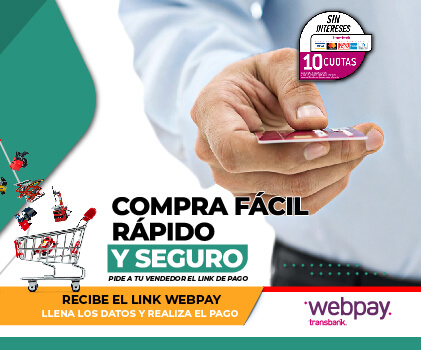 SIN
INTERESES
10 CUOTAS
COMPRA FÁCIL
RÁPIDO
Y SEGURO
PIDE A TU VENDEDOR EL LINK DE PAGO
RECIBE EL LINK WEBPAY
LLENA LOS DATOS Y REALIZA EL PAGO
webpay.
transbank.